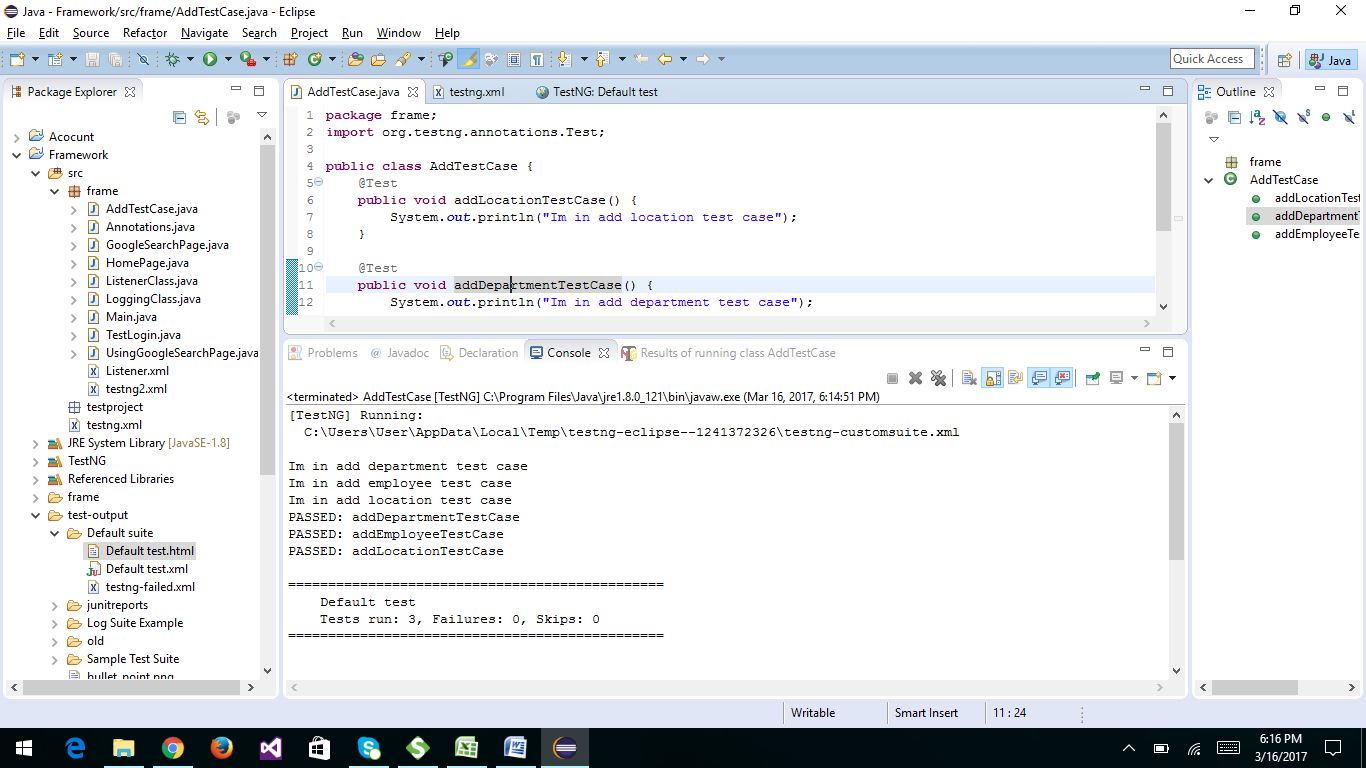 Java - Framework/src/frame/AddTestCase.java - Eclipse
File Edit Source Refactor Navigate Search Project Run Window Help
Quick Access
Java
Package Explorer
Acocunt
Framework
src
frame
AddTestCase.java
Annotations.java
GoogleSearchPage.java
HomePage.java
ListenerClass.java
LoggingClass.java
Main.java
TestLogin.java
UsingGoogleSearchPage.java
Listener.xml
testng2.xml
testproject
testng.xml
JRE System Library [JavaSE-1.8]
TestNG
Referenced Libraries
frame
test-output
Default suite
Default test.html
Default test.xml
testng-failed.xml
junitreports
Log Suite Example
old
Sample Test Suite
bullet_point.png
AddTestCase.java testng.xml TestNG: Default test
1 package frame;
2 import org.testng.annotations.Test;
3
4 public class AddTestCase {
5 @Test
6 public void addLocationTestCase() {
7 System.out.println("Im in add location test case");
8 }
9
10 @Test
11 public void addDepartmentTestCase() {
12 System.out.println("Im in add department test case");
Problems @ Javadoc Declaration Console Results of running class AddTestCase
<terminated> AddTestCase [TestNG] C:\Program Files\Java\jre1.8.0_121\bin\javaw.exe (Mar 16, 2017, 6:14:51 PM)
[TestNG] Running:
C:\Users\User\AppData\Local\Temp\testng-eclipse--1241372326\testng-customsuite.xml
Im in add department test case
Im in add employee test case
Im in add location test case
PASSED: addDepartmentTestCase
PASSED: addEmployeeTestCase
PASSED: addLocationTestCase
===============================================
Default test
Tests run: 3, Failures: 0, Skips: 0
===============================================
Outline
frame
AddTestCase
addLocationTest
addDepartmentT
addEmployeeTe
Writable Smart Insert 11 : 24
6:16 PM
3/16/2017